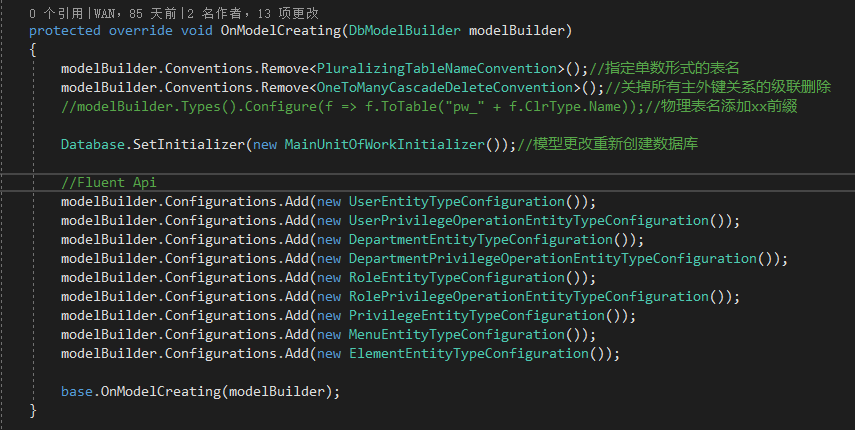 0 个引用|WAN，85 天前|2 名作者，13 项更改
protected override void OnModelCreating(DbModelBuilder modelBuilder)
{
    modelBuilder.Conventions.Remove<PluralizingTableNameConvention>();//指定单数形式的表名
    modelBuilder.Conventions.Remove<OneToManyCascadeDeleteConvention>();//关掉所有主外键关系的级联删除
    //modelBuilder.Types().Configure(f => f.ToTable("pw_" + f.ClrType.Name));//物理表名添加xx前缀
    Database.SetInitializer(new MainUnitOfWorkInitializer());//模型更改重新创建数据库
    //Fluent Api
    modelBuilder.Configurations.Add(new UserEntityTypeConfiguration());
    modelBuilder.Configurations.Add(new UserPrivilegeOperationEntityTypeConfiguration());
    modelBuilder.Configurations.Add(new DepartmentEntityTypeConfiguration());
    modelBuilder.Configurations.Add(new DepartmentPrivilegeOperationEntityTypeConfiguration());
    modelBuilder.Configurations.Add(new RoleEntityTypeConfiguration());
    modelBuilder.Configurations.Add(new RolePrivilegeOperationEntityTypeConfiguration());
    modelBuilder.Configurations.Add(new PrivilegeEntityTypeConfiguration());
    modelBuilder.Configurations.Add(new MenuEntityTypeConfiguration());
    modelBuilder.Configurations.Add(new ElementEntityTypeConfiguration());
    base.OnModelCreating(modelBuilder);
}